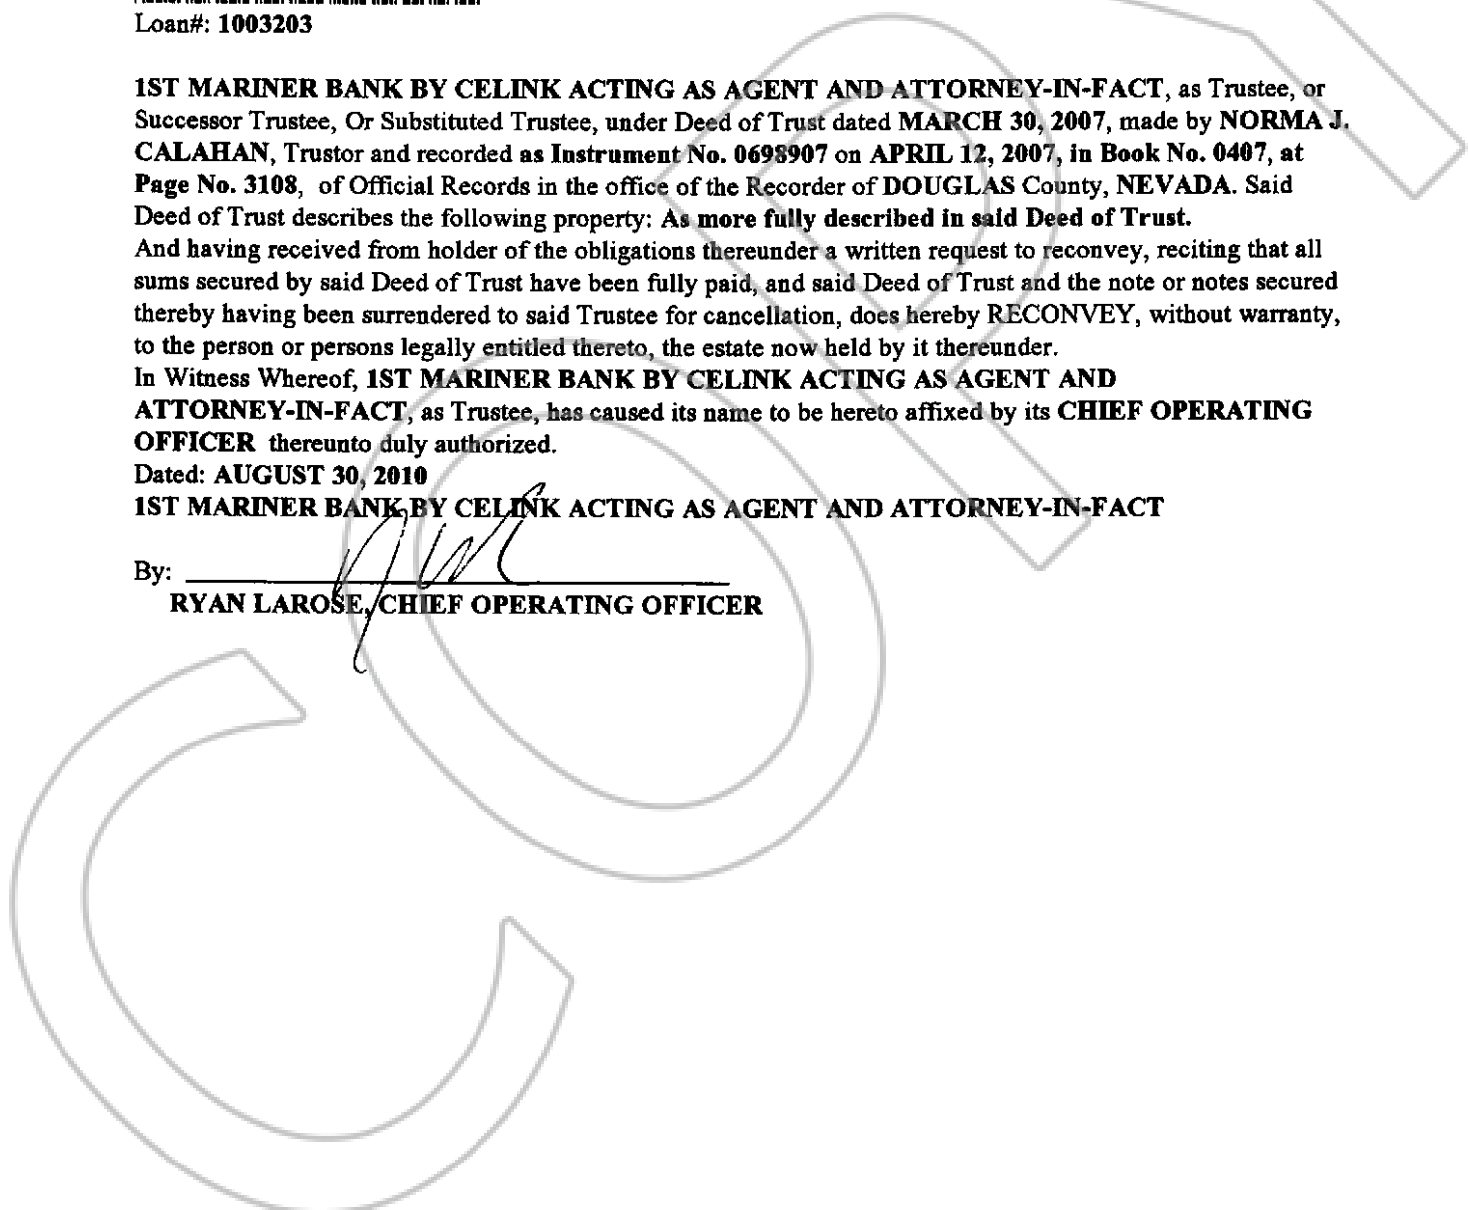 Loan#: 1003203
1ST MARINER BANK BY CELINK ACTING AS AGENT AND ATTORNEY-IN-FACT, as Trustee, or
Successor Trustee, Or Substituted Trustee, under Deed of Trust dated MARCH 30, 2007, made by NORMA J.
CALAHAN, Trustor and recorded as Instrument No. 0698907 on APRIL 12, 2007, in Book No. 0407, at
Page No. 3108, of Official Records in the office of the Recorder of DOUGLAS County, NEVADA. Said
Deed of Trust describes the following property: As more fully described in said Deed of Trust.
And having received from holder of the obligations thereunder a written request to reconvey, reciting that all
sums secured by said Deed of Trust have been fully paid, and said Deed of Trust and the note or notes secured
thereby having been surrendered to said Trustee for cancellation, does hereby RECONVEY, without warranty,
to the person or persons legally entitled thereto, the estate now held by it thereunder.
In Witness Whereof, 1ST MARINER BANK BY CELINK ACTING AS AGENT AND
ATTORNEY-IN-FACT, as Trustee, has caused its name to be hereto affixed by its CHIEF OPERATING
OFFICER thereunto duly authorized.
Dated: AUGUST 30, 2010
1ST MARINER BANK BY CELINK ACTING AS AGENT AND ATTORNEY-IN-FACT
By:
RYAN LAROSE, CHIEF OPERATING OFFICER
COPY